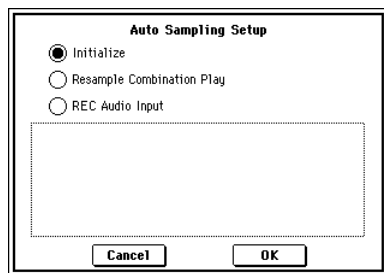 Auto Sampling Setup
Initialize
Resample Combination Play
REC Audio Input
Cancel OK